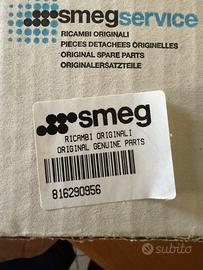 smegservice
RICAMBI ORIGINALI
PIECES DETACHEES ORIGINELLES
ORIGINAL SPARE PARTS
ORIGINALERSATZTEILE
smeg
RICAMBI ORIGINALI
ORIGINAL GENUINE PARTS
816290956
subito